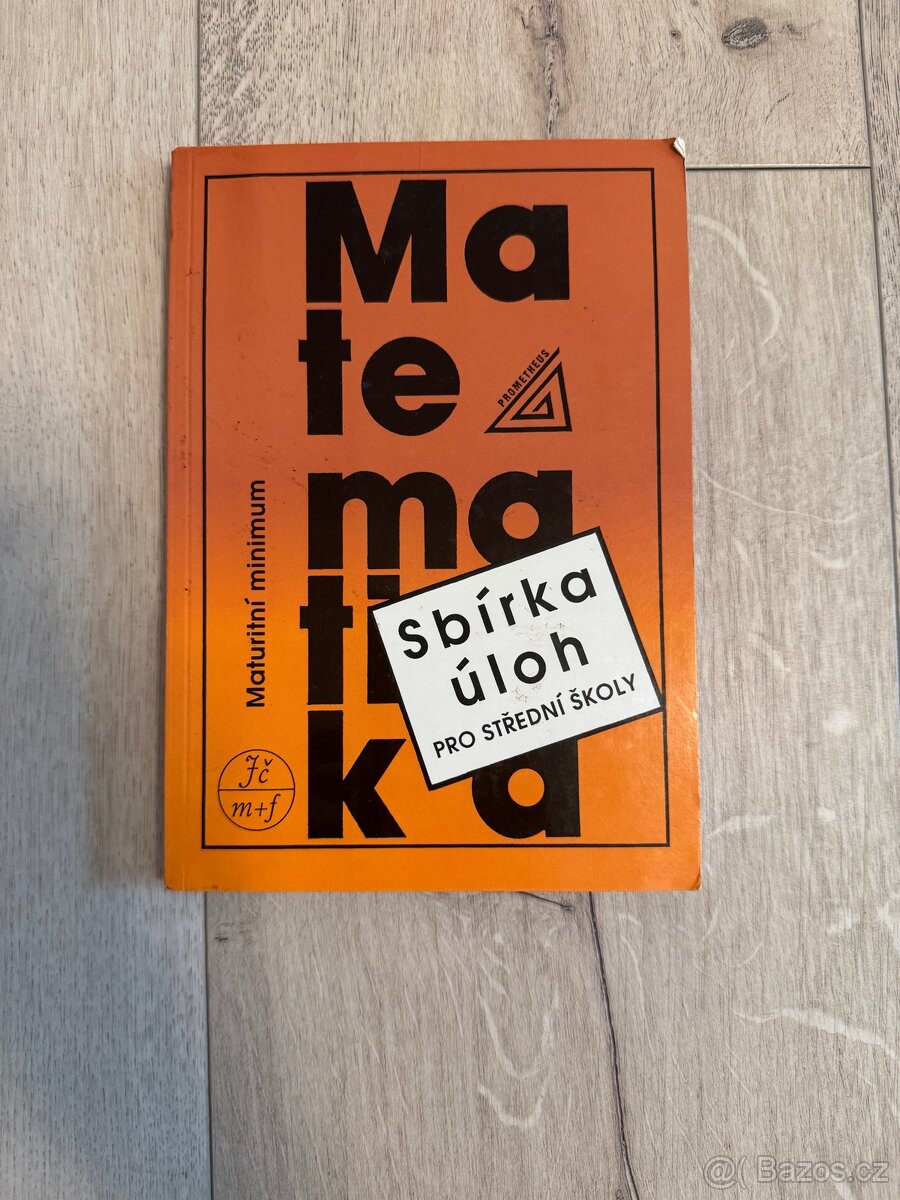 Ma
te
PROMETHEUS
ma
ti
ka
Maturitní minimum
Sbírka
úloh
PRO STŘEDNÍ ŠKOLY
Jč
m+f
@( Bazos.cz